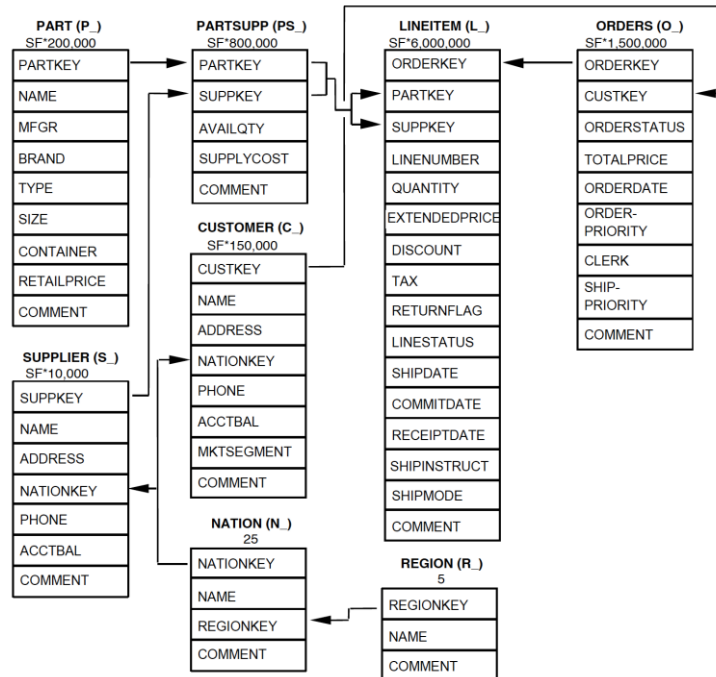 PART (P_)
SF*200,000
PARTKEY
NAME
MFGR
BRAND
TYPE
SIZE
CONTAINER
RETAILPRICE
COMMENT
SUPPLIER (S_)
SF*10,000
SUPPKEY
NAME
ADDRESS
NATIONKEY
PHONE
ACCTBAL
COMMENT
PARTSUPP (PS_)
SF*800,000
PARTKEY
SUPPKEY
AVAILQTY
SUPPLYCOST
COMMENT
CUSTOMER (C_)
SF*150,000
CUSTKEY
NAME
ADDRESS
NATIONKEY
PHONE
ACCTBAL
MKTSEGMENT
COMMENT
NATION (N_)
25
NATIONKEY
NAME
REGIONKEY
COMMENT
LINEITEM (L_)
SF*6,000,000
ORDERKEY
PARTKEY
SUPPKEY
LINENUMBER
QUANTITY
EXTENDEDPRICE
DISCOUNT
TAX
RETURNFLAG
LINESTATUS
SHIPDATE
COMMITDATE
RECEIPTDATE
SHIPINSTRUCT
SHIPMODE
COMMENT
REGION (R_)
5
REGIONKEY
NAME
COMMENT
ORDERS (O_)
SF*1,500,000
ORDERKEY
CUSTKEY
ORDERSTATUS
TOTALPRICE
ORDERDATE
ORDER-
PRIORITY
CLERK
SHIP-
PRIORITY
COMMENT